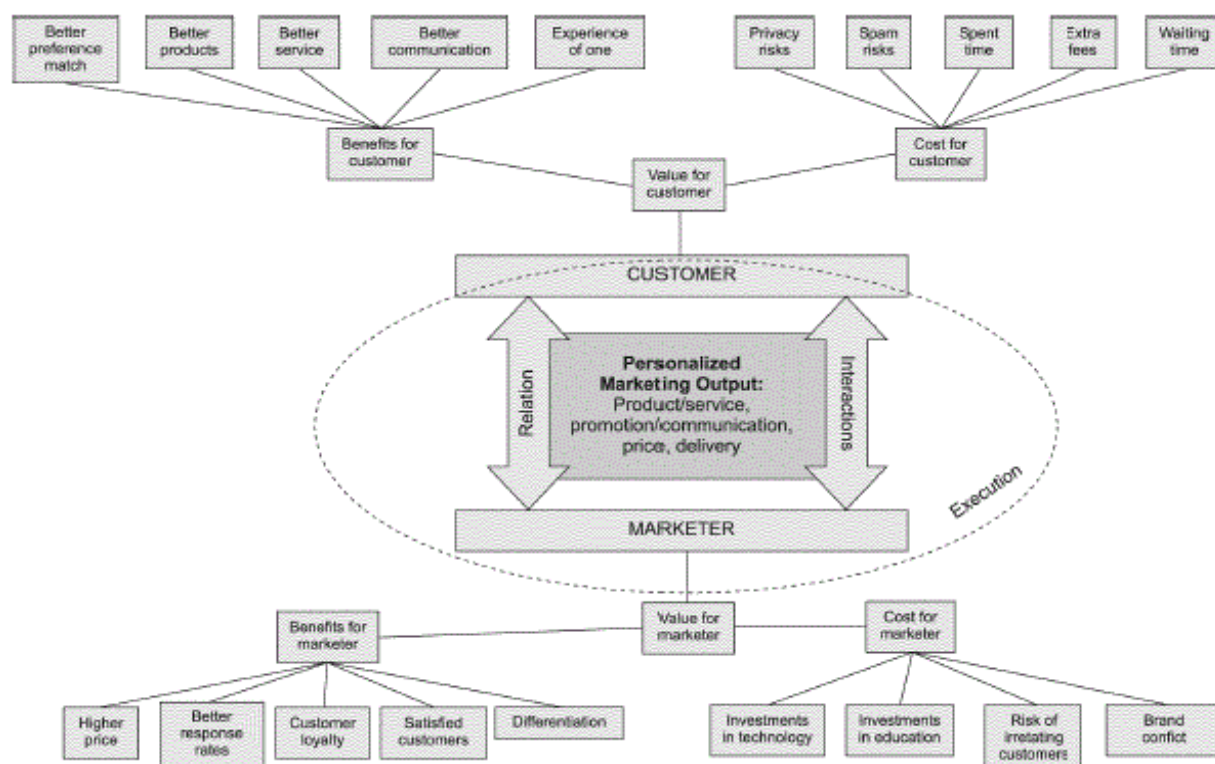 Better
preference
match
Better
products
Better
service
Better
communication
Experience
of one
Privacy
risks
Spam
risks
Spent
time
Extra
fees
Waiting
time
Benefits for
customer
Cost for
customer
Value for
customer
CUSTOMER
Relation
Personalized
Marketing Output:
Product/service,
promotion/communication,
price, delivery
Interactions
Execution
MARKETER
Benefits for
marketer
Value for
marketer
Cost for
marketer
Higher
price
Better
response
rates
Customer
loyalty
Satisfied
customers
Differentiation
Investments
in technology
Investments
in education
Risk of
irretating
customers
Brand
confict